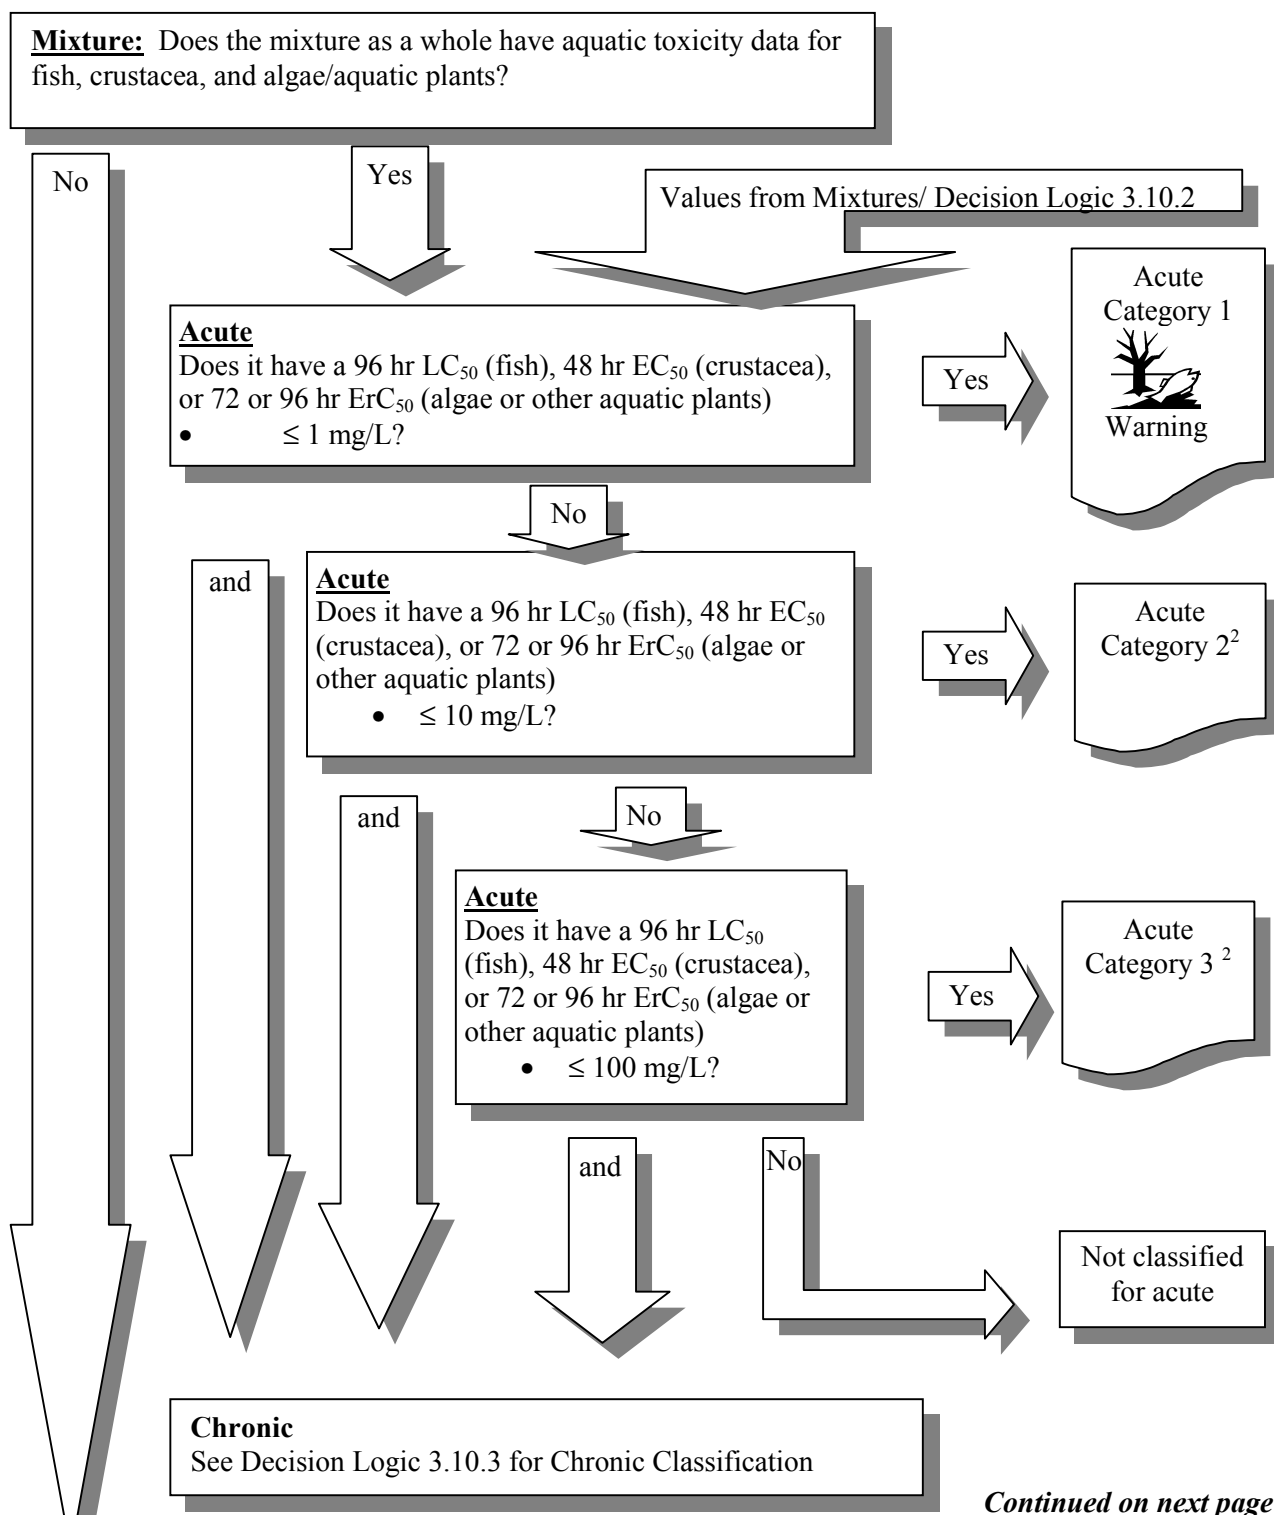 Mixture: Does the mixture as a whole have aquatic toxicity data for
fish, crustacea, and algae/aquatic plants?
No
Yes
Values from Mixtures/ Decision Logic 3.10.2
Acute
Does it have a 96 hr LC50 (fish), 48 hr EC50 (crustacea),
or 72 or 96 hr ErC50 (algae or other aquatic plants)
• ≤ 1 mg/L?
Yes
Acute
Category 1
Warning
No
and
Acute
Does it have a 96 hr LC50 (fish), 48 hr EC50
(crustacea), or 72 or 96 hr ErC50 (algae or
other aquatic plants)
• ≤ 10 mg/L?
Yes
Acute
Category 2²
and
No
Acute
Does it have a 96 hr LC50
(fish), 48 hr EC50 (crustacea),
or 72 or 96 hr ErC50 (algae or
other aquatic plants)
• ≤ 100 mg/L?
Yes
Acute
Category 3 ²
and
No
Not classified
for acute
Chronic
See Decision Logic 3.10.3 for Chronic Classification
Continued on next page